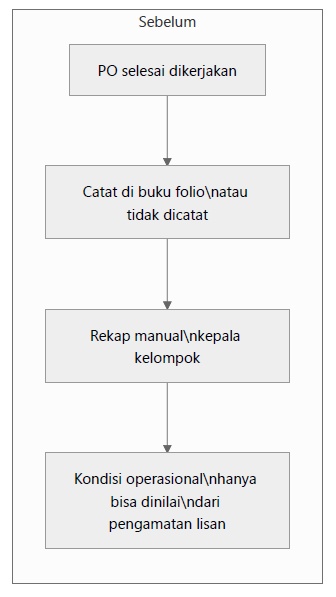 Sebelum
PO selesai dikerjakan
Catat di buku folio\natau
tidak dicatat
Rekap manual\nkepala
kelompok
Kondisi operasional\nhanya
bisa dinilai\ndari
pengamatan lisan